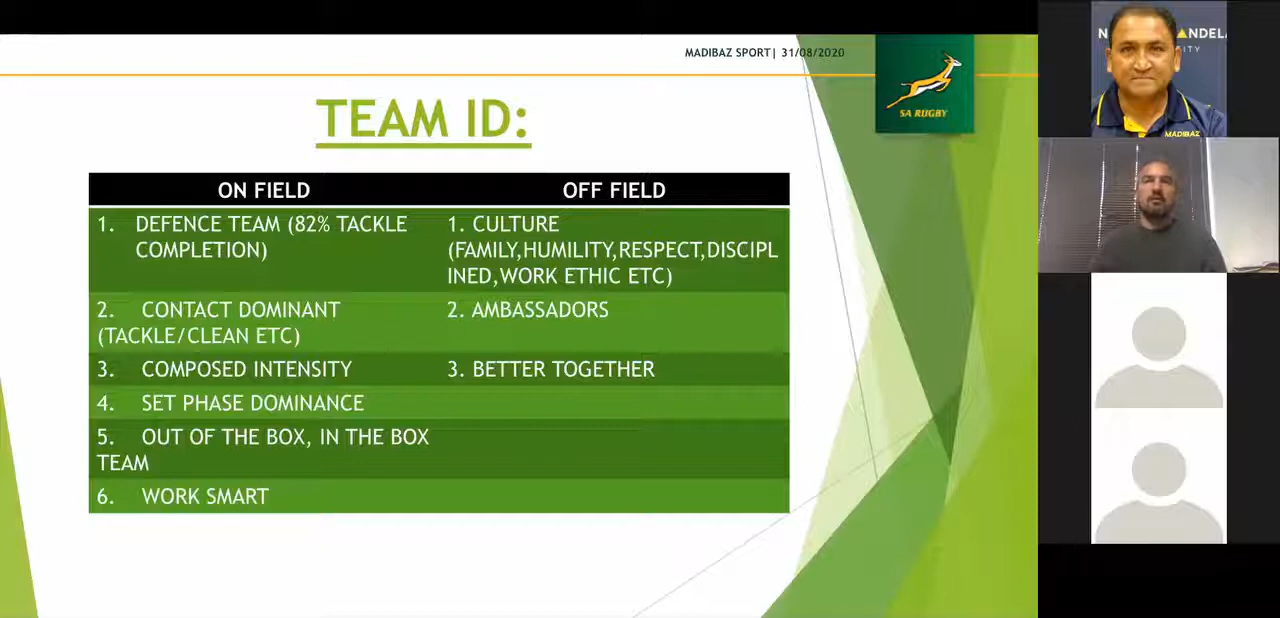 MADIBAZ SPORT| 31/08/2020
SA RUGBY
TEAM ID:
ON FIELD
OFF FIELD
1. DEFENCE TEAM (82% TACKLE
COMPLETION)
1. CULTURE
(FAMILY,HUMILITY,RESPECT,DISCIPL
INED,WORK ETHIC ETC)
2. CONTACT DOMINANT
(TACKLE/CLEAN ETC)
2. AMBASSADORS
3. COMPOSED INTENSITY
3. BETTER TOGETHER
4. SET PHASE DOMINANCE
5. OUT OF THE BOX, IN THE BOX
TEAM
6. WORK SMART
MADIBAZ